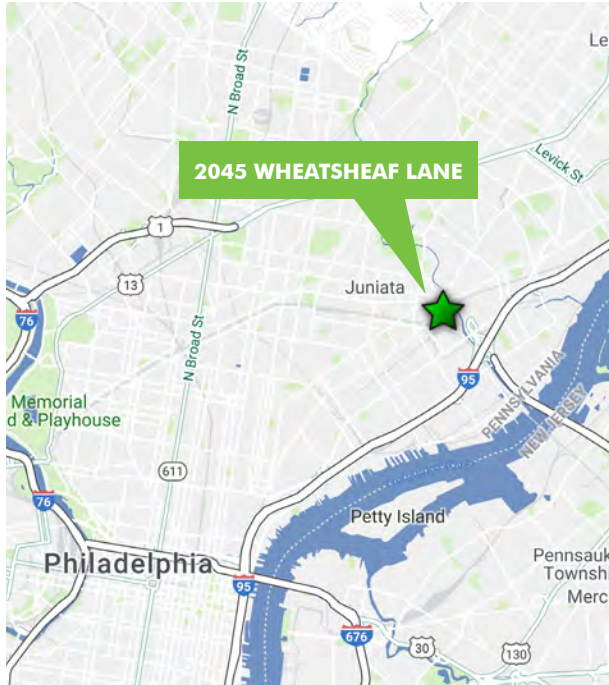 Le
N Broad St
2045 WHEATSHEAF LANE
Levick St
1
13
Juniata
76
N Broad St
95
PENNSYLVANIA
NEW JERSEY
Memorial
d & Playhouse
611
76
Petty Island
Philadelphia
95
Pennsauk
Townshi
Merc
676
30
130